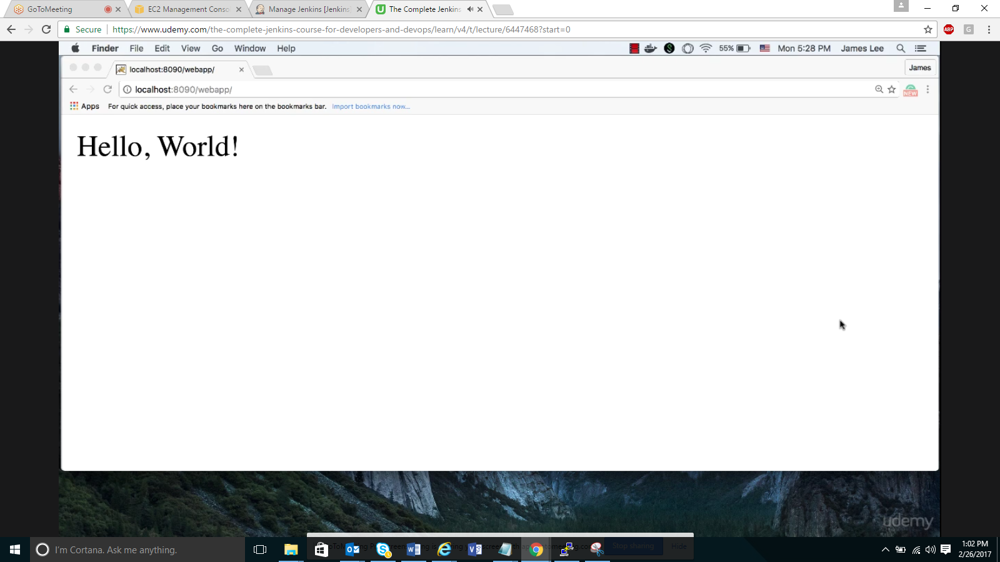 GoToMeeting
EC2 Management Conso
Manage Jenkins [Jenkins]
The Complete Jenkins
Secure
https://www.udemy.com/the-complete-jenkins-course-for-developers-and-devops/learn/v4/t/lecture/6447468?start=0
ABP
G
Finder File Edit View Go Window Help
55%
Mon 5:28 PM James Lee
localhost:8090/webapp/
James
localhost:8090/webapp/
NEW
Apps For quick access, place your bookmarks here on the bookmarks bar. Import bookmarks now...
Hello, World!
udemy
I'm Cortana. Ask me anything.
Stop sharing
Hide
1:02 PM
2/26/2017